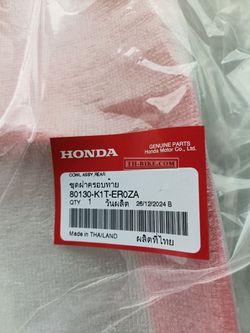 GENUINE PARTS
Honda Motor Co., Ltd.
HONDA
COWL ASSY,REAR
ชุดฝาครอบท้าย
80130-K1T-ER0ZA
QTY 1 วันผลิต 26/12/2024 B
Made in THAILAND ผลิตที่ไทย